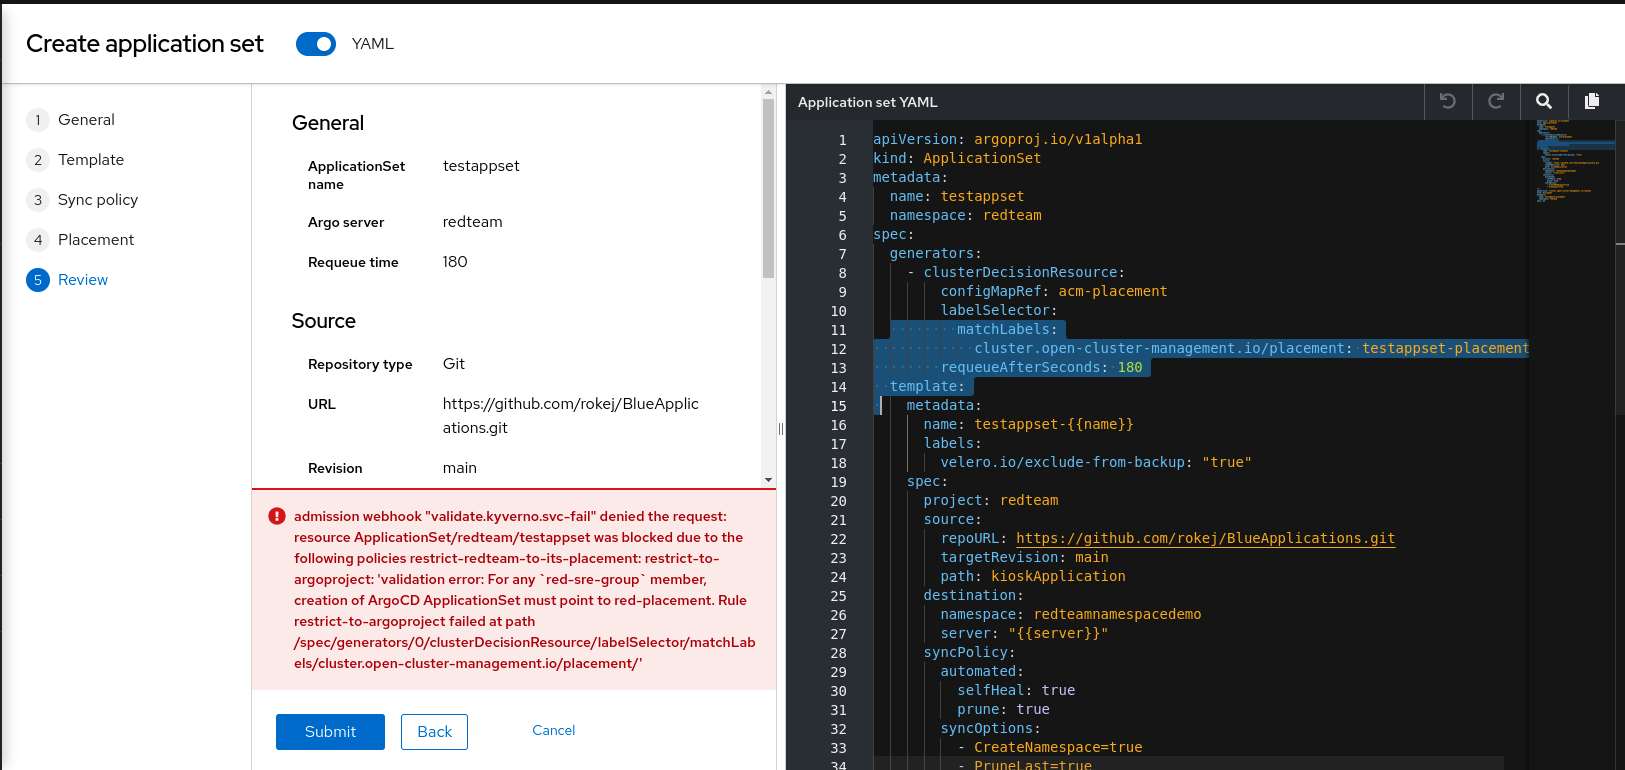 Create application set
YAML
1 General
2 Template
3 Sync policy
4 Placement
5 Review
General
ApplicationSet name
testappset
Argo server
redteam
Requeue time
180
Source
Repository type
Git
URL
https://github.com/rokej/BlueApplic
ations.git
Revision
main
admission webhook "validate.kyverno.svc-fail" denied the request:
resource ApplicationSet/redteam/testappset was blocked due to the
following policies restrict-redteam-to-its-placement: restrict-to-
argoproject: 'validation error: For any `red-sre-group` member,
creation of ArgoCD ApplicationSet must point to red-placement. Rule
restrict-to-argoproject failed at path
/spec/generators/0/clusterDecisionResource/labelSelector/matchLab
els/cluster.open-cluster-management.io/placement/'
Submit
Back
Cancel
Application set YAML
1 apiVersion: argoproj.io/v1alpha1
2 kind: ApplicationSet
3 metadata:
4 name: testappset
5 namespace: redteam
6 spec:
7 generators:
8 - clusterDecisionResource:
9 configMapRef: acm-placement
10 labelSelector:
11 matchLabels:
12 cluster.open-cluster-management.io/placement: testappset-placement
13 requeueAfterSeconds: 180
14 template:
15 metadata:
16 name: testappset-{{name}}
17 labels:
18 velero.io/exclude-from-backup: "true"
19 spec:
20 project: redteam
21 source:
22 repoURL: https://github.com/rokej/BlueApplications.git
23 targetRevision: main
24 path: kioskApplication
25 destination:
26 namespace: redteamnamespacedemo
27 server: "{{server}}"
28 syncPolicy:
29 automated:
30 selfHeal: true
31 prune: true
32 syncOptions:
33 - CreateNamespace=true
34 - PruneLast=true